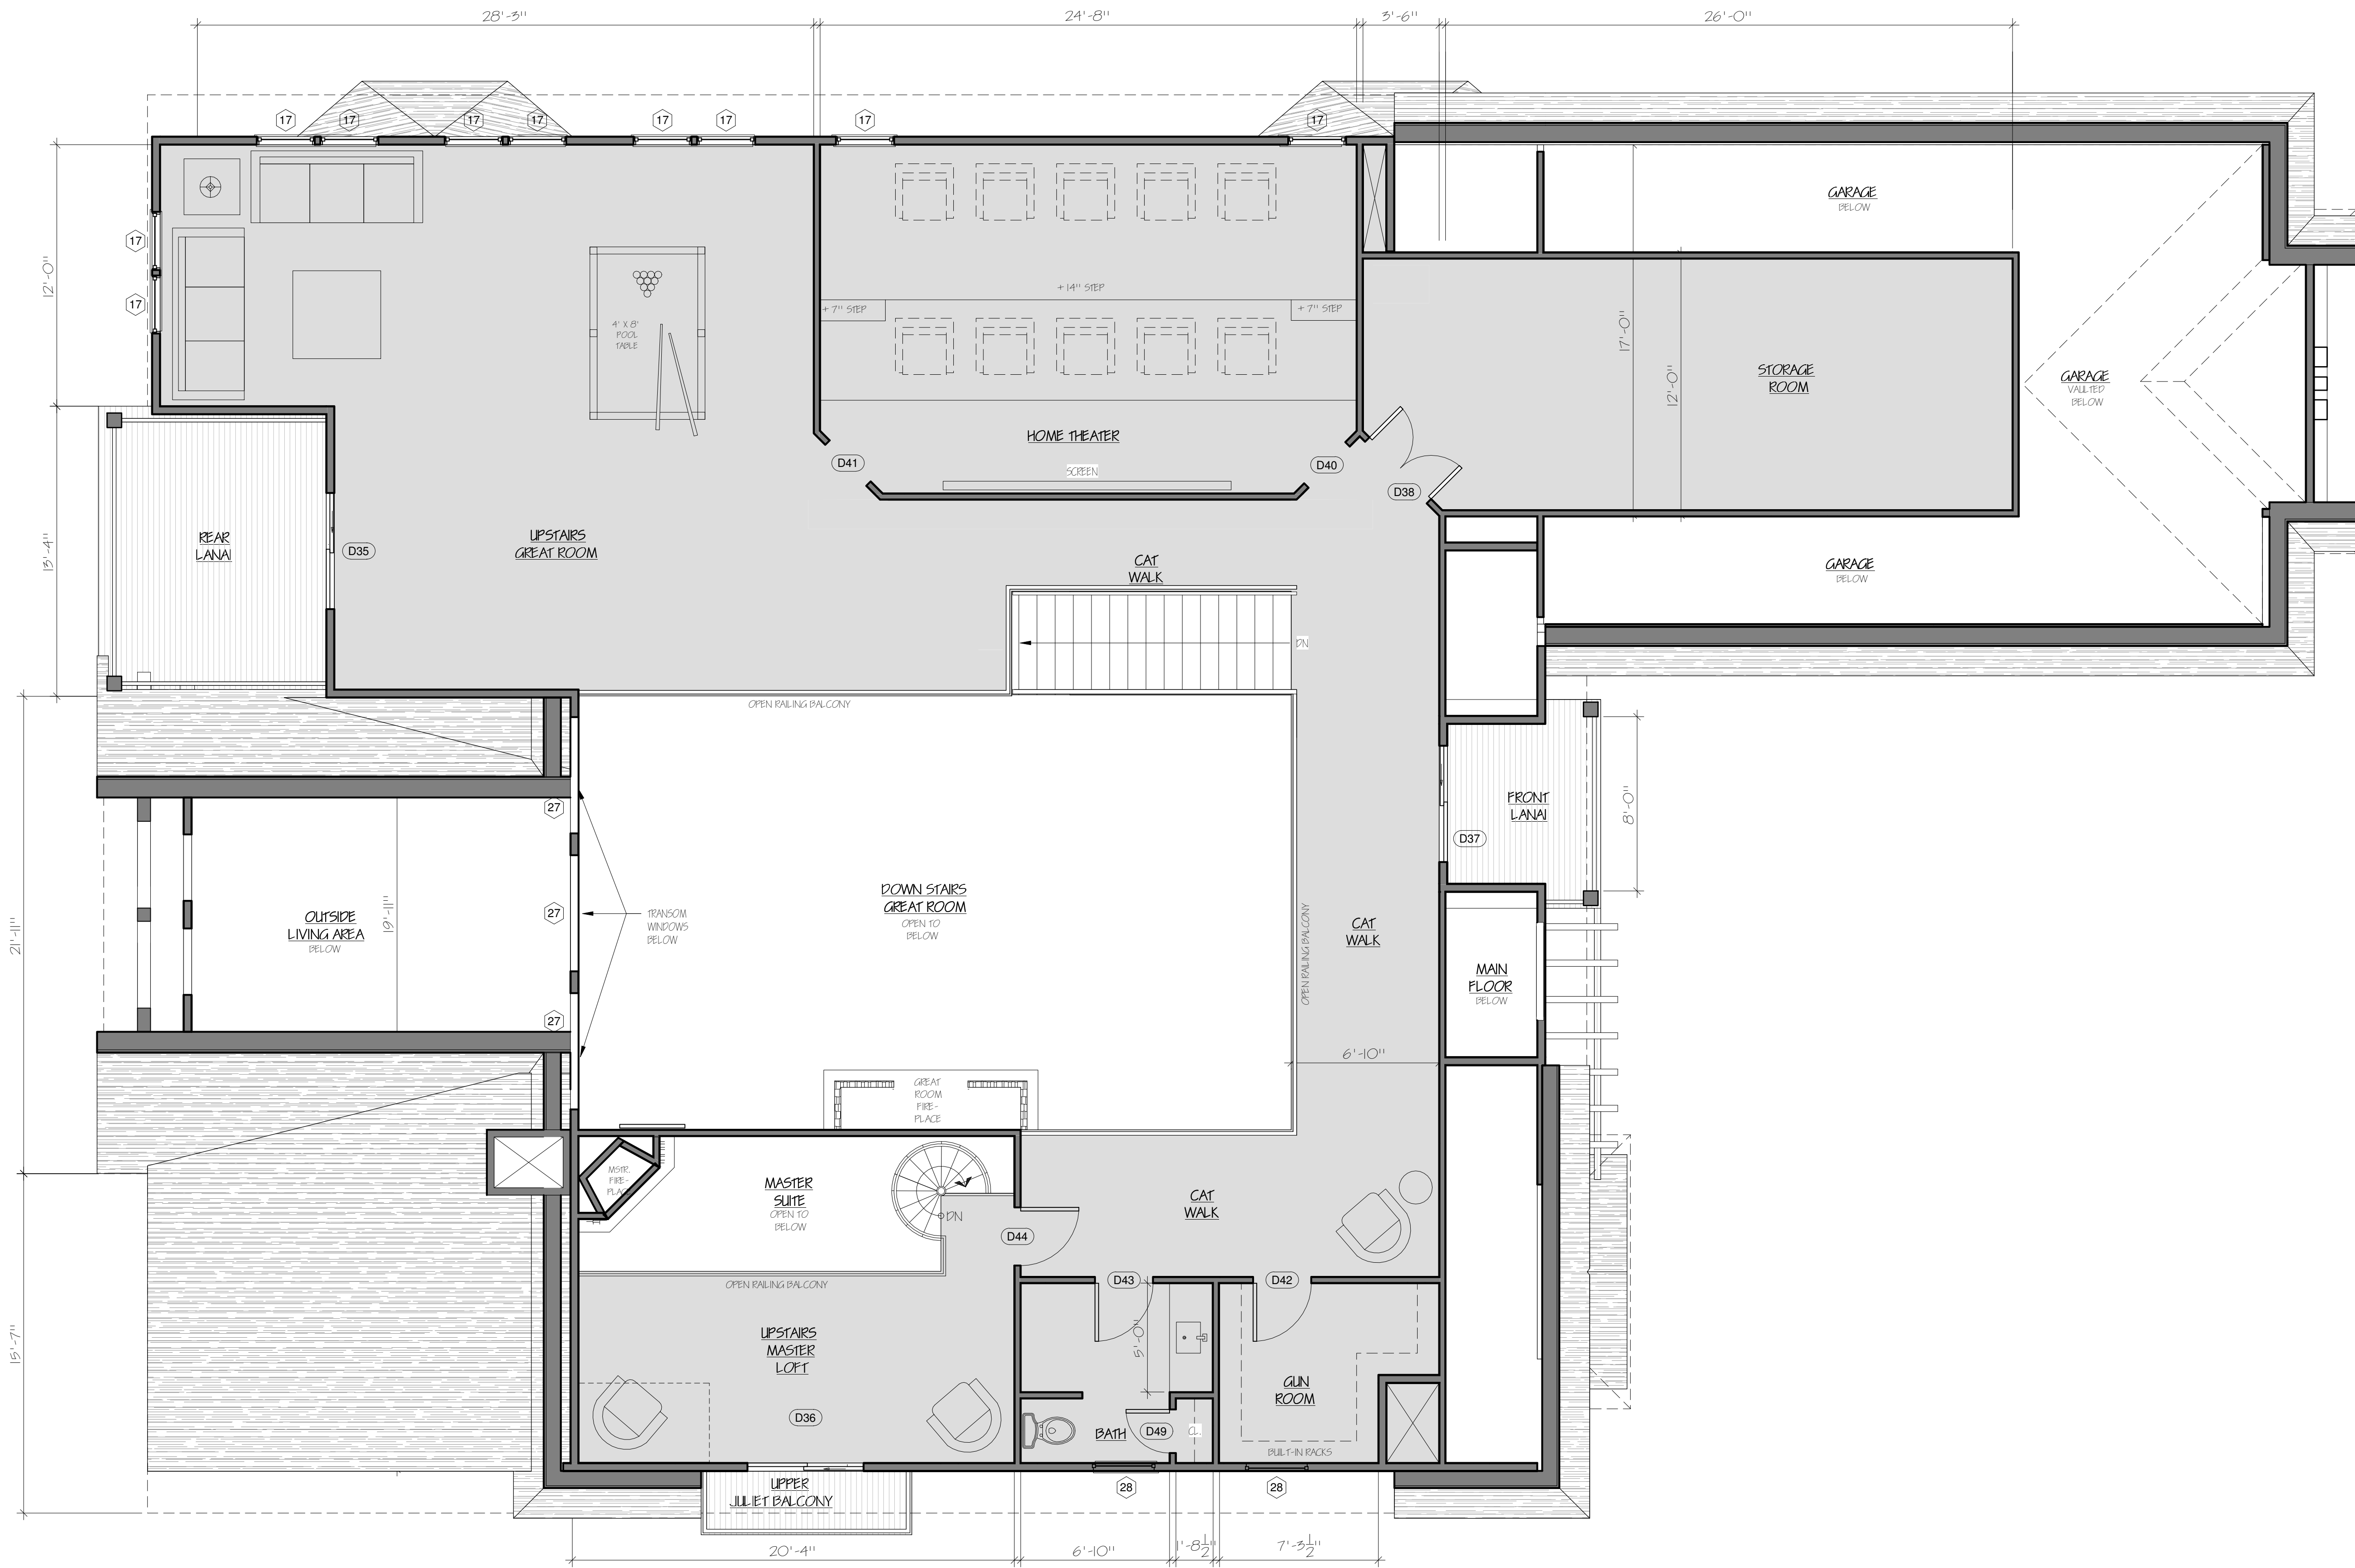 28'-3"
24'-8"
3'-6"
26'-0"
17
17
17
17
17
17
17
17
17
17
12'-0"
13'-4"
21'-11"
15'-7"
GARAGE
BELOW
+ 14" STEP
+ 7" STEP
+ 7" STEP
4' X 8'
POOL
TABLE
17'-0"
12'-0"
STORAGE
ROOM
GARAGE
VAULTED
BELOW
HOME THEATER
SCREEN
D41
D40
D38
REAR
LANAI
D35
UPSTAIRS
GREAT ROOM
CAT
WALK
GARAGE
BELOW
DN
OPEN RAILING BALCONY
FRONT
LANAI
8'-0"
D37
27
27
27
OUTSIDE
LIVING AREA
BELOW
19'-11"
TRANSOM
WINDOWS
BELOW
DOWN STAIRS
GREAT ROOM
OPEN TO
BELOW
OPEN RAILING BALCONY
CAT
WALK
MAIN
FLOOR
BELOW
6'-10"
GREAT
ROOM
FIRE-
PLACE
MSTR.
FIRE-
PLACE
MASTER
SUITE
OPEN TO
BELOW
DN
CAT
WALK
D44
OPEN RAILING BALCONY
D43
D42
UPSTAIRS
MASTER
LOFT
5'-0"
GUN
ROOM
D36
BATH
D49
CL.
BUILT-IN RACKS
UPPER
JULIET BALCONY
28
28
20'-4"
6'-10"
1'-8 1/2"
7'-3 1/2"